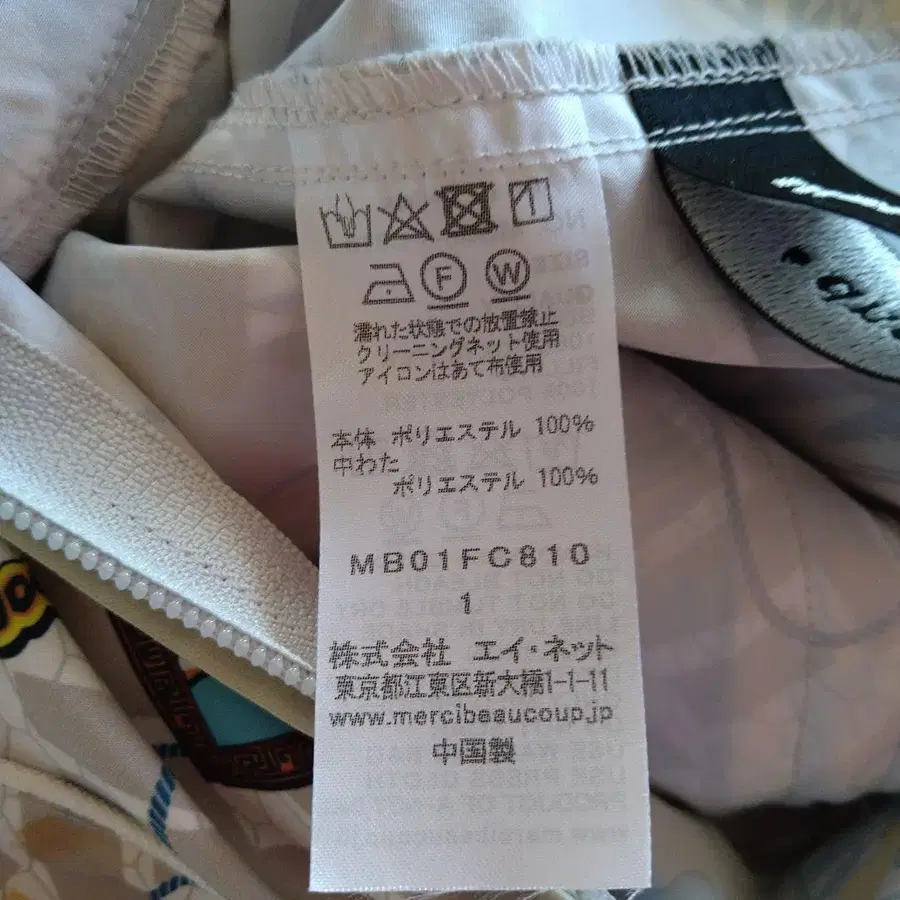 F W
濡れた状態での放置禁止
クリーニングネット使用
アイロンはあて布使用
本体 ポリエステル 100%
中わた
ポリエステル 100%
MB01FC810
1
株式会社 エイ・ネット
東京都江東区新大橋1-1-11
www.mercibeaucoup.jp
中国製